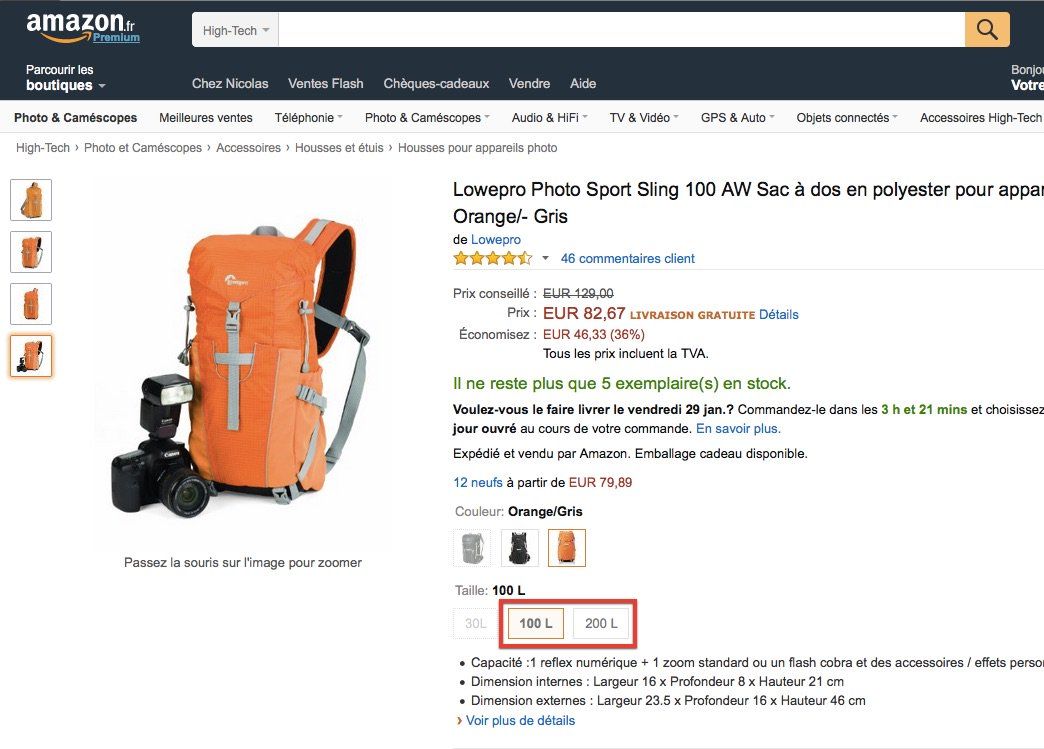 amazon.fr
Premium
High-Tech
Parcourir les
boutiques
Chez Nicolas Ventes Flash Chèques-cadeaux Vendre Aide
Bonjo
Votre
Photo & Caméscopes Meilleures ventes Téléphonie Photo & Caméscopes Audio & HiFi TV & Vidéo GPS & Auto Objets connectés Accessoires High-Tech
High-Tech › Photo et Caméscopes › Accessoires › Housses et étuis › Housses pour appareils photo
Lowepro Photo Sport Sling 100 AW Sac à dos en polyester pour appar
Orange/- Gris
de Lowepro
46 commentaires client
Prix conseillé : EUR 129,00
Prix : EUR 82,67 LIVRAISON GRATUITE Détails
Économisez : EUR 46,33 (36%)
Tous les prix incluent la TVA.
Il ne reste plus que 5 exemplaire(s) en stock.
Voulez-vous le faire livrer le vendredi 29 jan.? Commandez-le dans les 3 h et 21 mins et choisissez
jour ouvré au cours de votre commande. En savoir plus.
Expédié et vendu par Amazon. Emballage cadeau disponible.
12 neufs à partir de EUR 79,89
Couleur: Orange/Gris
Taille: 100 L
30L 100 L 200 L
• Capacité :1 reflex numérique + 1 zoom standard ou un flash cobra et des accessoires / effets perso
• Dimension internes : Largeur 16 x Profondeur 8 x Hauteur 21 cm
• Dimension externes : Largeur 23.5 x Profondeur 16 x Hauteur 46 cm
› Voir plus de détails
Lowepro
Canon
Canon
Passez la souris sur l'image pour zoomer